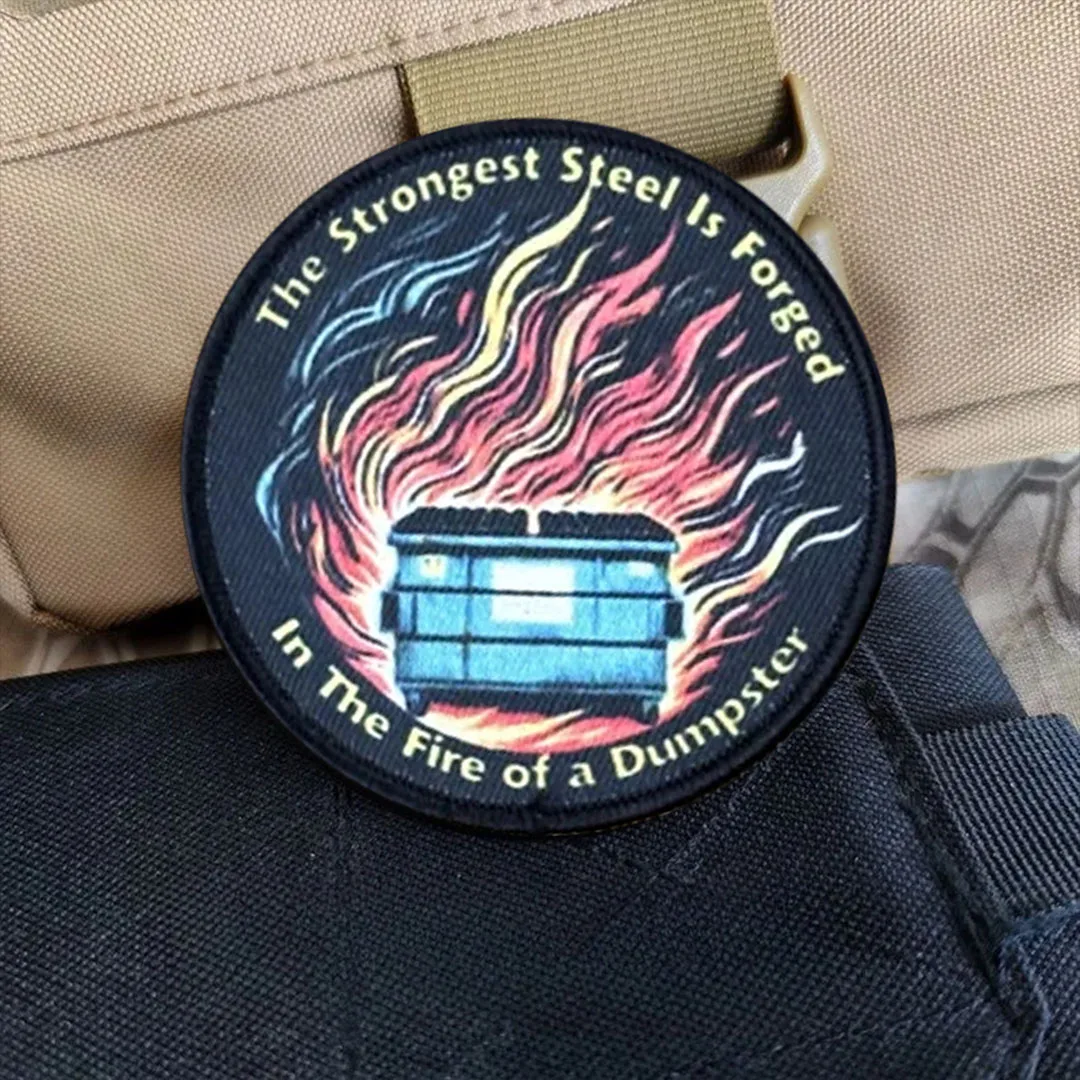 The Strongest Steel Is Forged
In The Fire of a Dumpster